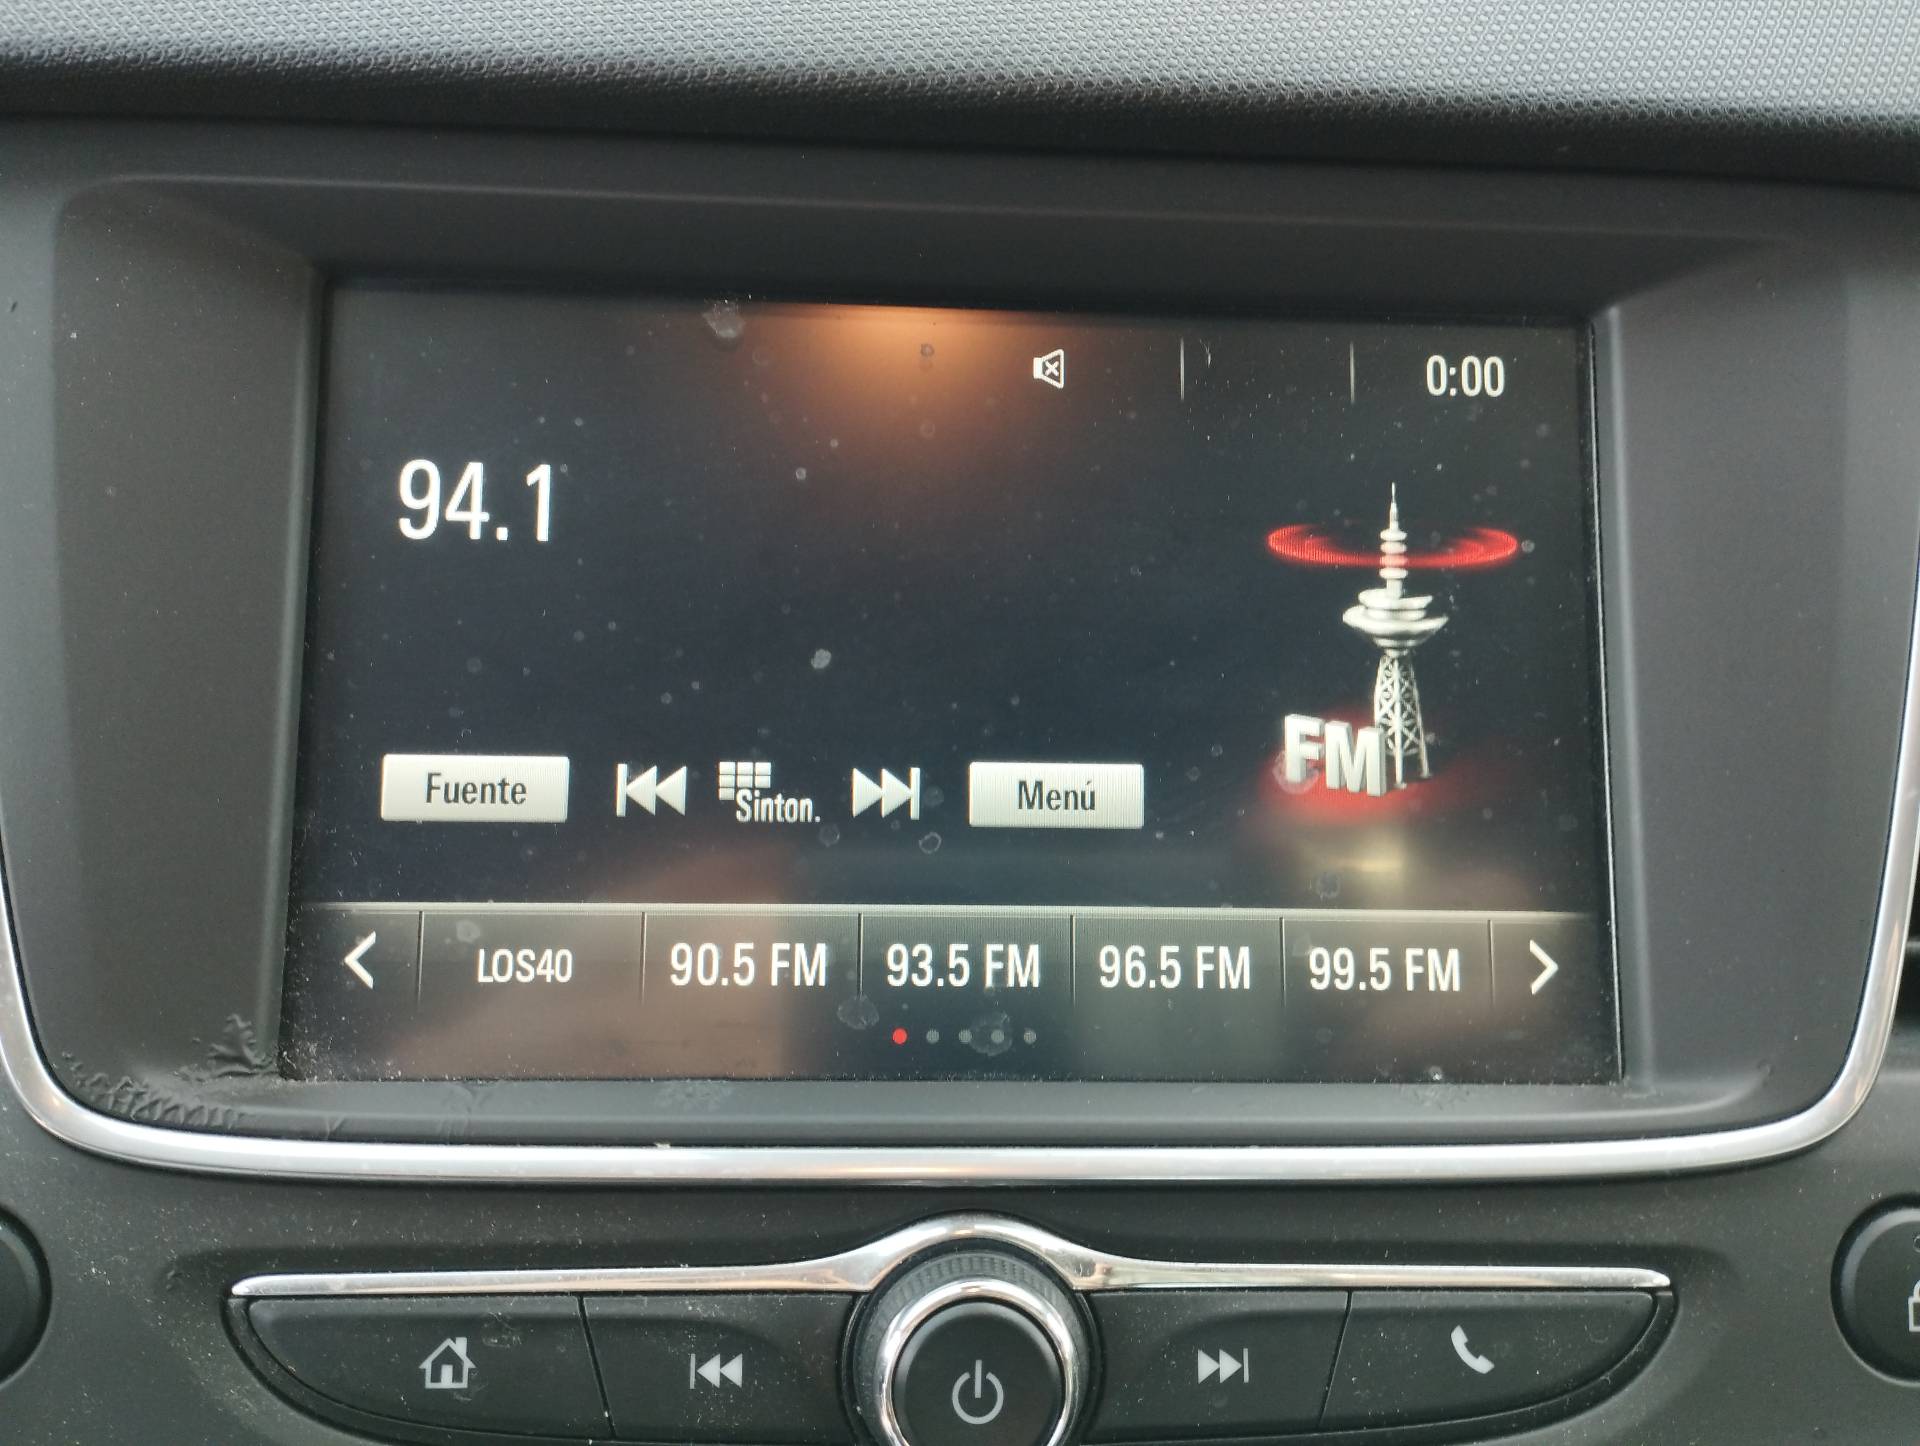 0:00
94.1
FM
Fuente
Sinton.
Menú
LOS40
90.5 FM
93.5 FM
96.5 FM
99.5 FM